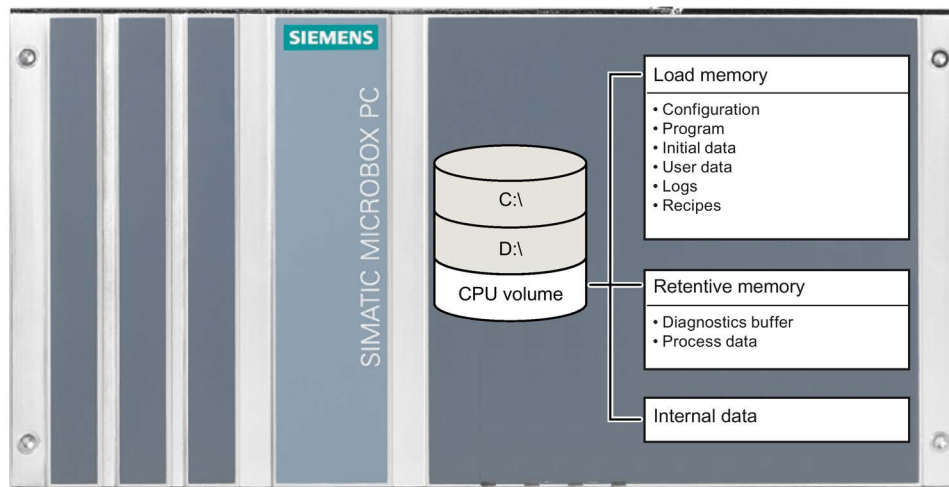 SIEMENS
SIMATIC MICROBOX PC
C:\
D:\
CPU volume
Load memory
• Configuration
• Program
• Initial data
• User data
• Logs
• Recipes
Retentive memory
• Diagnostics buffer
• Process data
Internal data